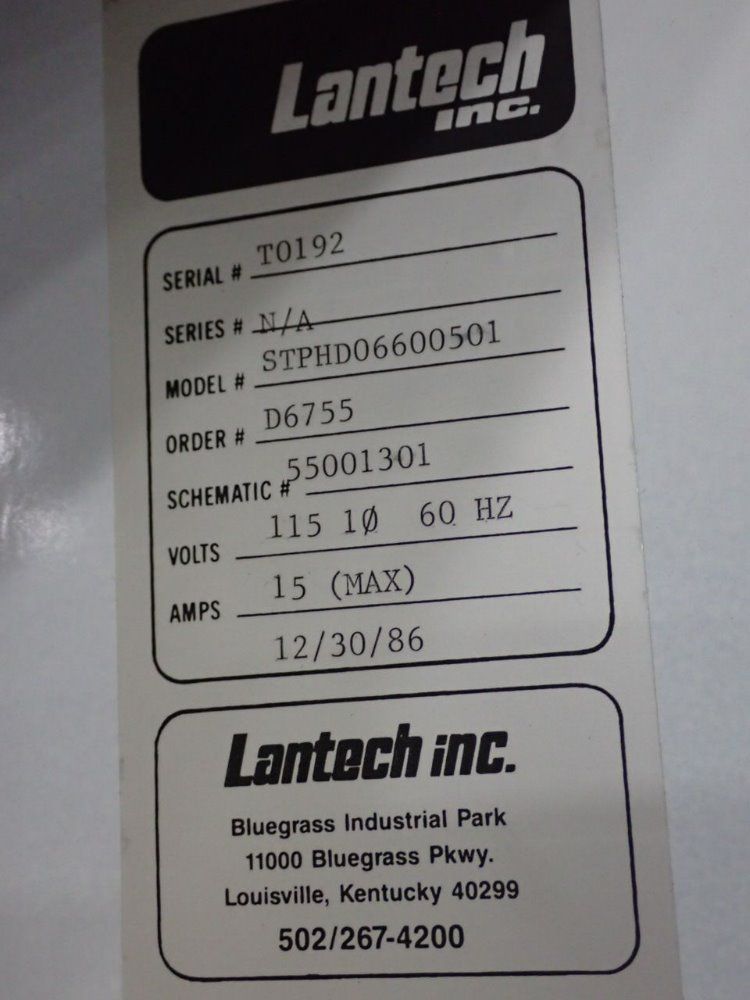 Lantech
inc.
SERIAL # T0192
SERIES # N/A
MODEL # STPHD06600501
ORDER # D6755
SCHEMATIC # 55001301
VOLTS 115 1Ø 60 HZ
AMPS 15 (MAX)
12/30/86
Lantech inc.
Bluegrass Industrial Park
11000 Bluegrass Pkwy.
Louisville, Kentucky 40299
502/267-4200